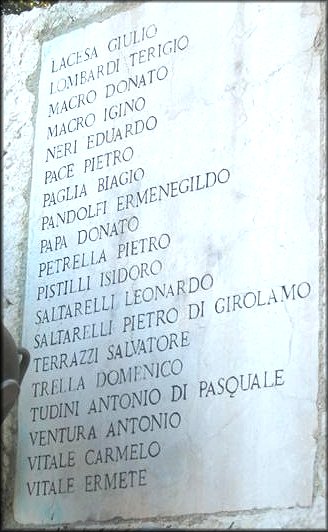 LACESA GIULIO
LOMBARDI TERIGIO
MACRO DONATO
MACRO IGINO
NERI EDUARDO
PACE PIETRO
PAGLIA BIAGIO
PANDOLFI ERMENEGILDO
PAPA DONATO
PETRELLA PIETRO
PISTILLI ISIDORO
SALTARELLI LEONARDO
SALTARELLI PIETRO DI GIROLAMO
TERRAZZI SALVATORE
TRELLA DOMENICO
TUDINI ANTONIO DI PASQUALE
VENTURA ANTONIO
VITALE CARMELO
VITALE ERMETE